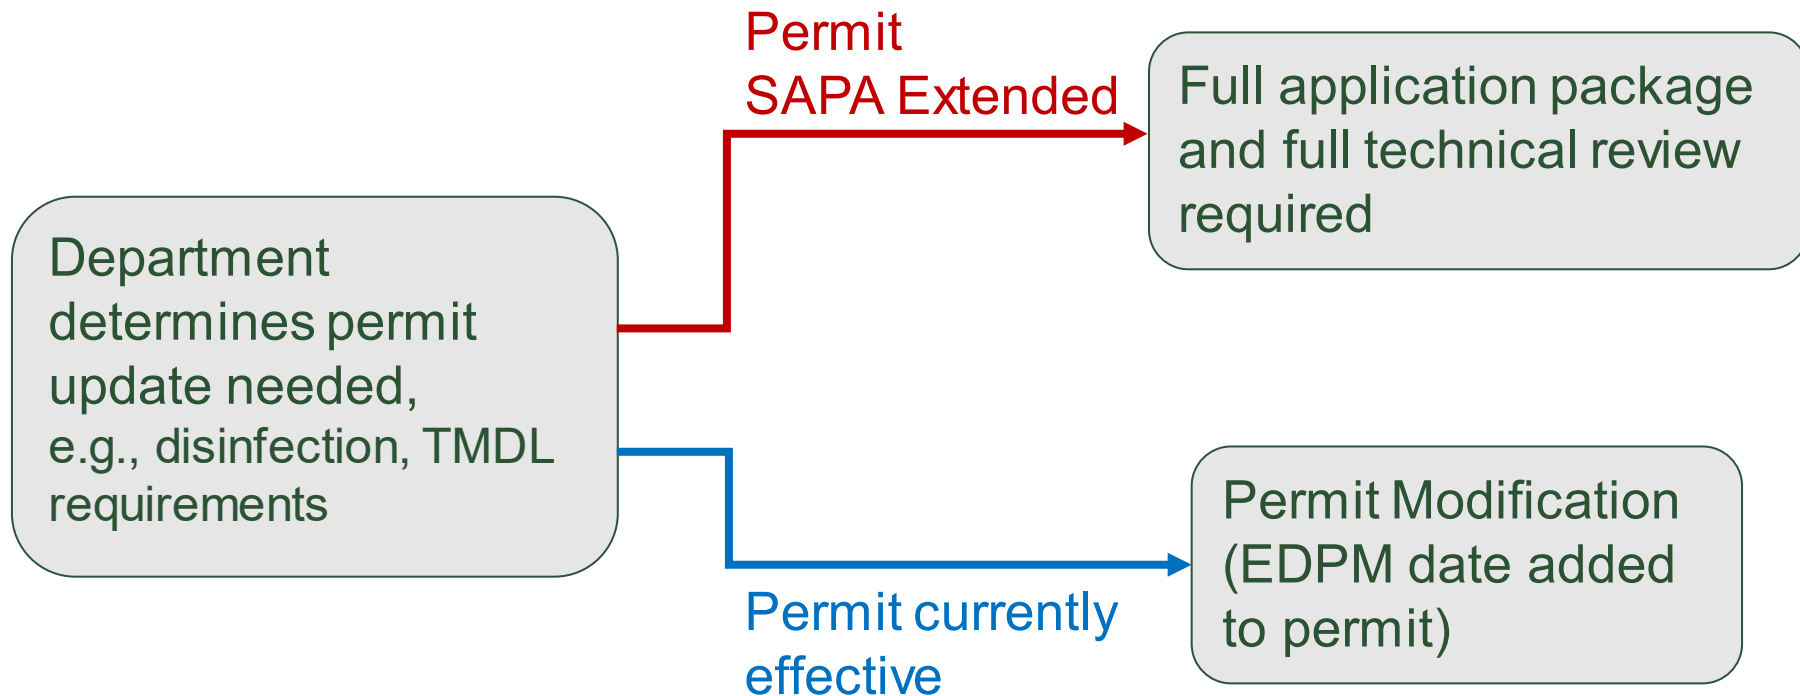 Department
determines permit
update needed,
e.g., disinfection, TMDL
requirements
Permit
SAPA Extended
Full application package
and full technical review
required
Permit currently
effective
Permit Modification
(EDPM date added
to permit)